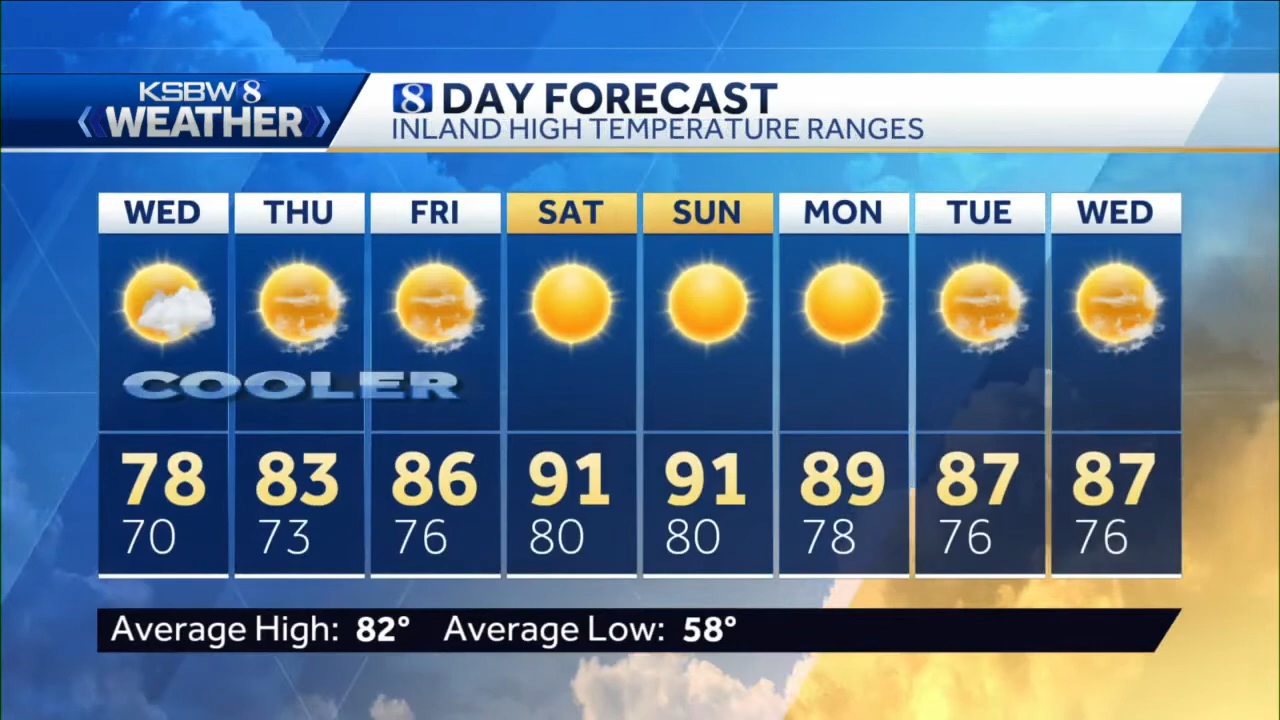 KSBW 8
WEATHER
8 DAY FORECAST
INLAND HIGH TEMPERATURE RANGES
WED THU FRI SAT SUN MON TUE WED
COOLER
78 83 86 91 91 89 87 87
70 73 76 80 80 78 76 76
Average High: 82° Average Low: 58°